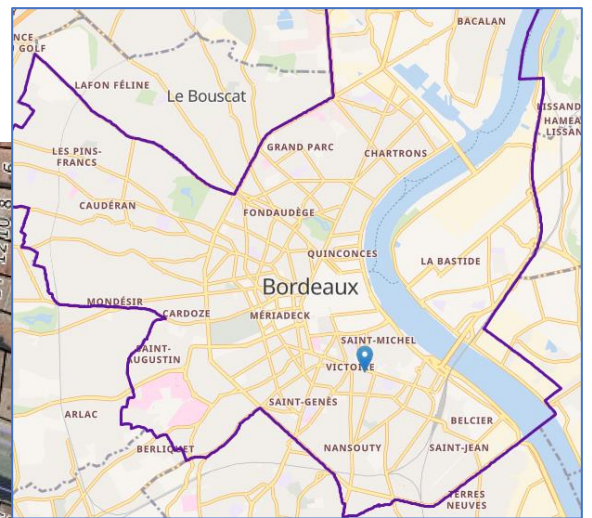 BACALAN
NCE
GOLF
LAFON FÉLINE
Le Bouscat
LISSAND
HAMEA
LISSAN
LES PINS-
FRANCS
GRAND PARC
CHARTRONS
CAUDÉRAN
FONDAUDÈGE
QUINCONCES
LA BASTIDE
Bordeaux
MONDÉSIR
CARDOZE
MÉRIADECK
SAINT-MICHEL
SAINT-
AUGUSTIN
VICTOIRE
SAINT-GENÈS
ARLAC
BELCIER
BERLIQUET
NANSOUTY
SAINT-JEAN
TERRES
NEUVES